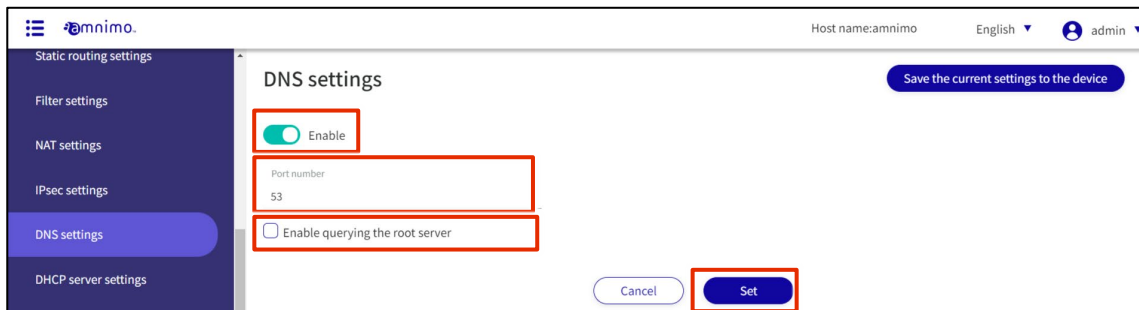 amnimo
Host name:amnimo
English
admin
Static routing settings
Filter settings
NAT settings
IPsec settings
DNS settings
DHCP server settings
DNS settings
Save the current settings to the device
Enable
Port number
53
Enable querying the root server
Cancel
Set